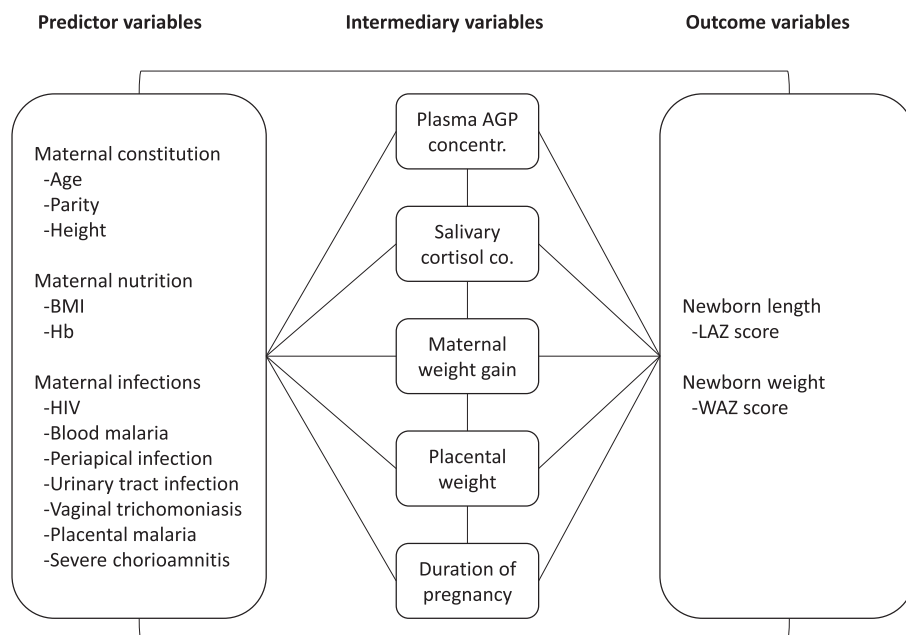 Predictor variables
Intermediary variables
Outcome variables
Maternal constitution
-Age
-Parity
-Height
Maternal nutrition
-BMI
-Hb
Maternal infections
-HIV
-Blood malaria
-Periapical infection
-Urinary tract infection
-Vaginal trichomoniasis
-Placental malaria
-Severe chorioamnitis
Plasma AGP
concentr.
Salivary
cortisol co.
Maternal
weight gain
Placental
weight
Duration of
pregnancy
Newborn length
-LAZ score
Newborn weight
-WAZ score